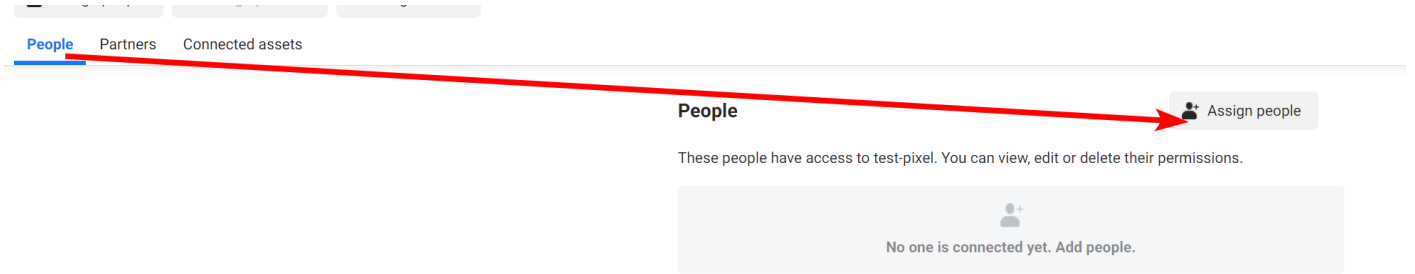 People Partners Connected assets
People
Assign people
These people have access to test-pixel. You can view, edit or delete their permissions.
No one is connected yet. Add people.